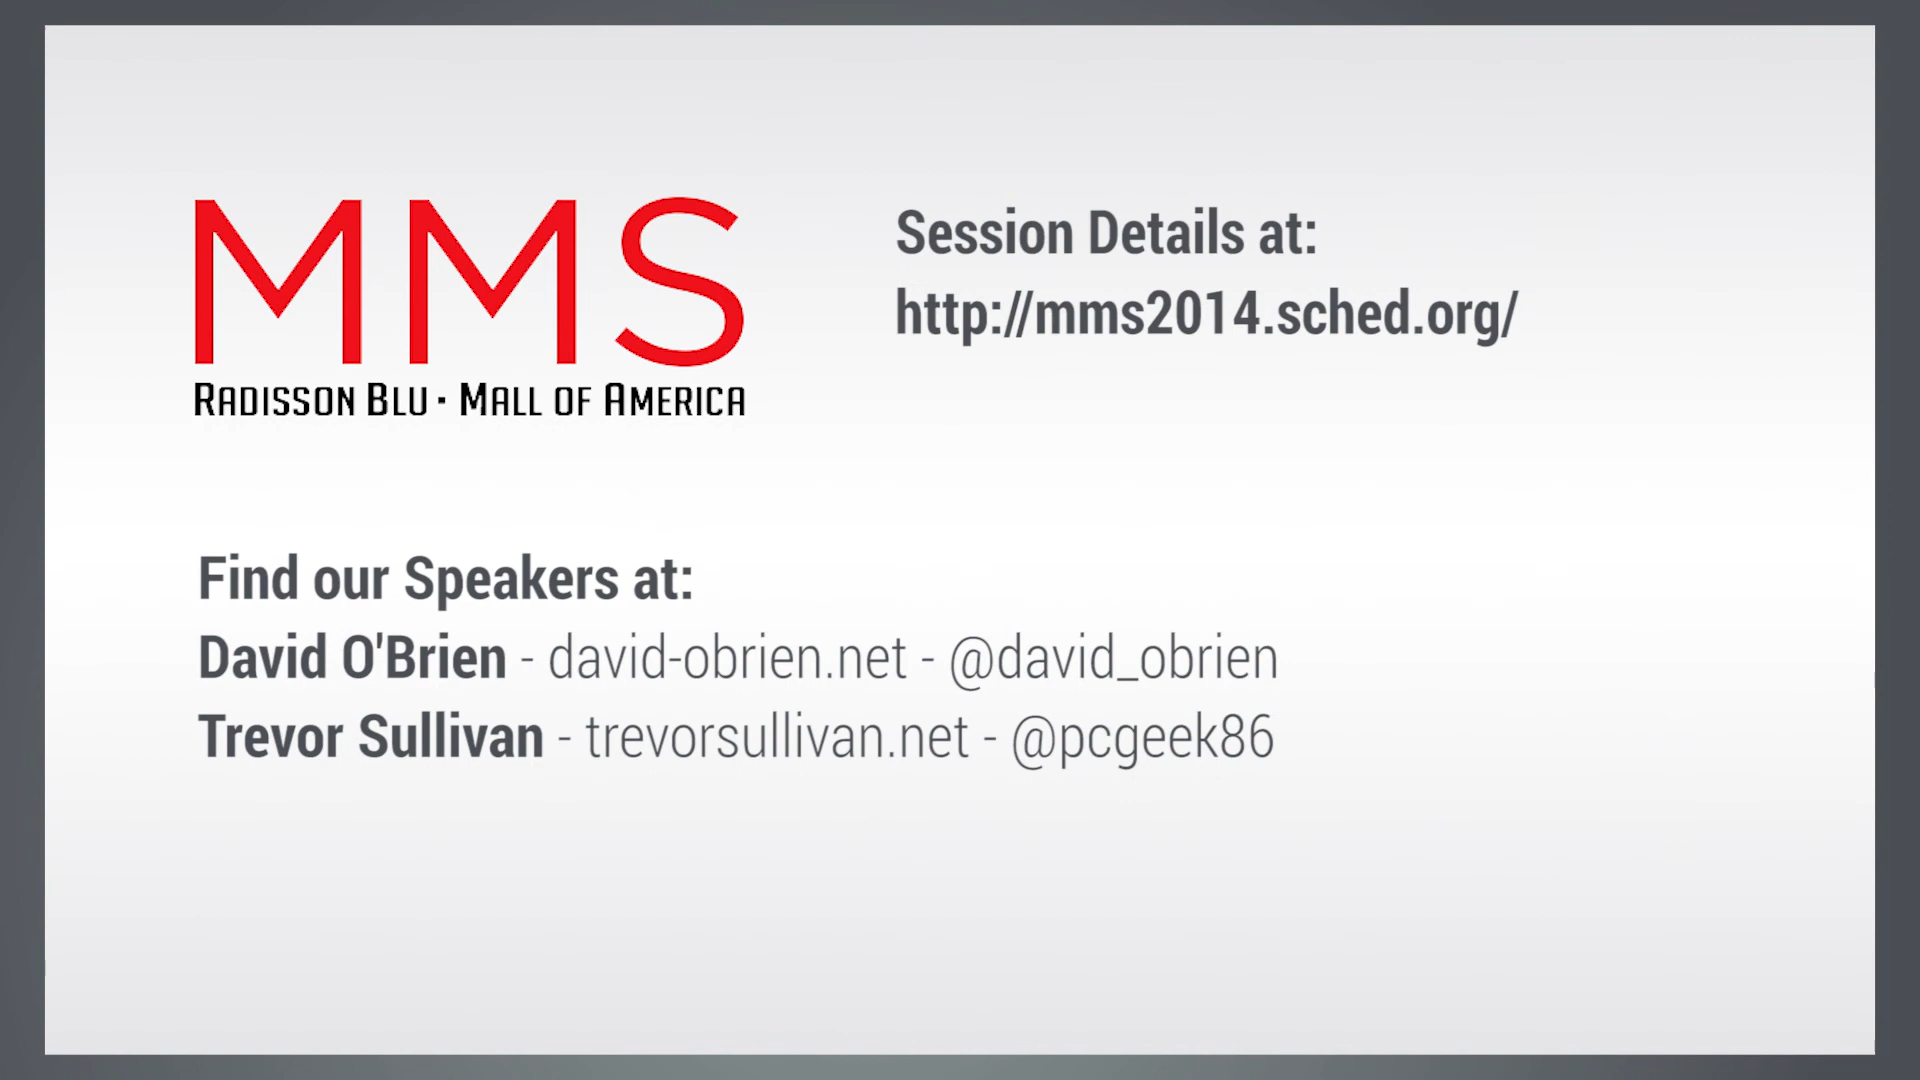 MMS
RADISSON BLU · MALL OF AMERICA
Session Details at:
http://mms2014.sched.org/
Find our Speakers at:
David O'Brien - david-obrien.net - @david_obrien
Trevor Sullivan - trevorsullivan.net - @pcgeek86